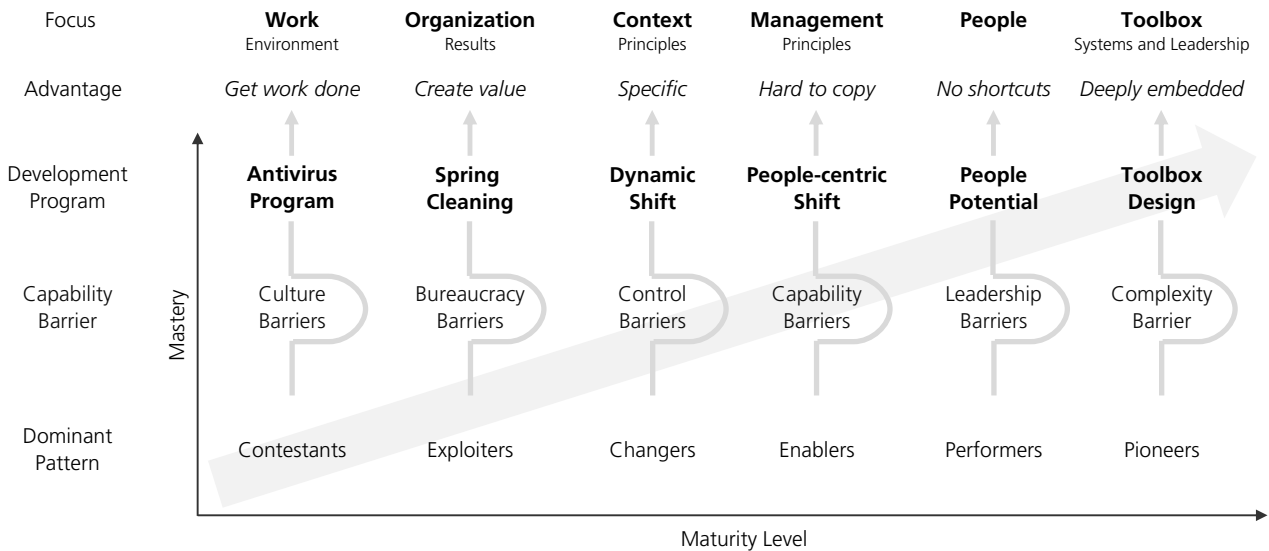 Focus
Work
Organization
Context
Management
People
Toolbox
Environment
Results
Principles
Principles
Systems and Leadership
Advantage
Get work done
Create value
Specific
Hard to copy
No shortcuts
Deeply embedded
Development
Program
Antivirus
Program
Spring
Cleaning
Dynamic
Shift
People-centric
Shift
People
Potential
Toolbox
Design
Capability
Barrier
Culture
Barriers
Bureaucracy
Barriers
Control
Barriers
Capability
Barriers
Leadership
Barriers
Complexity
Barrier
Mastery
Dominant
Pattern
Contestants
Exploiters
Changers
Enablers
Performers
Pioneers
Maturity Level